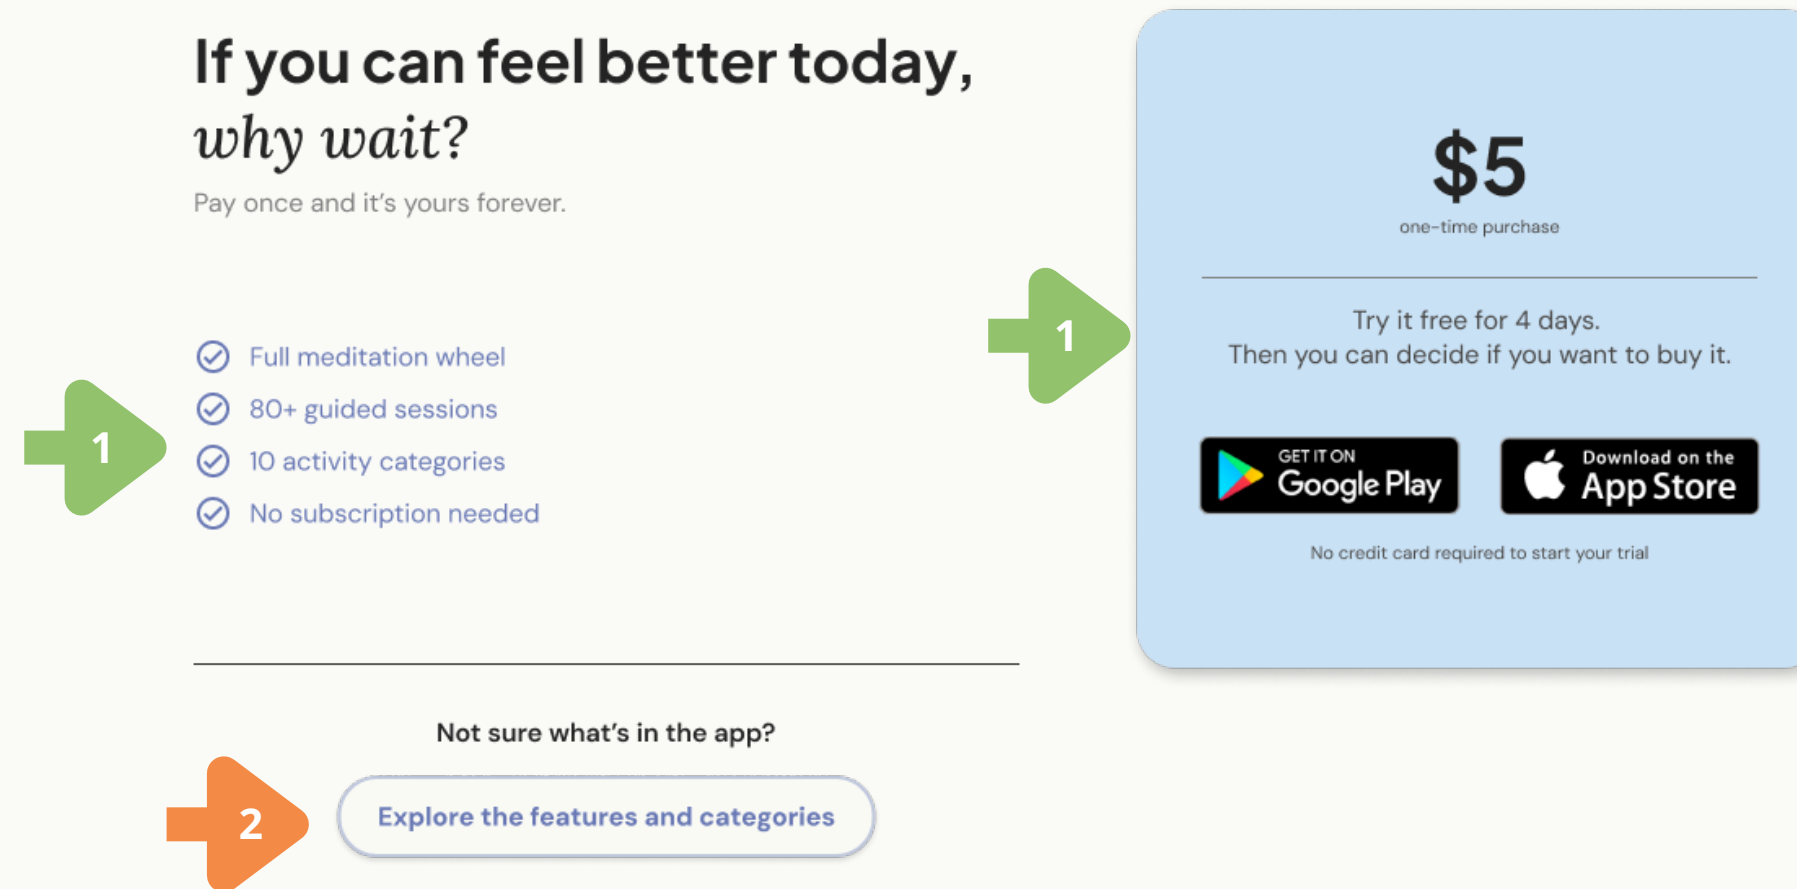 If you can feel better today,
why wait?
Pay once and it's yours forever.
1
Full meditation wheel
80+ guided sessions
10 activity categories
No subscription needed
Not sure what's in the app?
2
Explore the features and categories
1
$5
one-time purchase
Try it free for 4 days.
Then you can decide if you want to buy it.
GET IT ON
Google Play
Download on the
App Store
No credit card required to start your trial